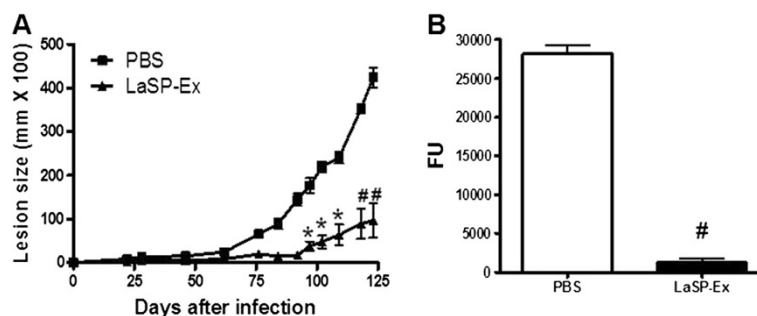 A
Lesion size (mm X 100)
500
400
300
200
100
0
PBS
LaSP-Ex
* * * # #
0 25 50 75 100 125
Days after infection
B
FU
30000
25000
20000
15000
10000
5000
0
#
PBS LaSP-Ex